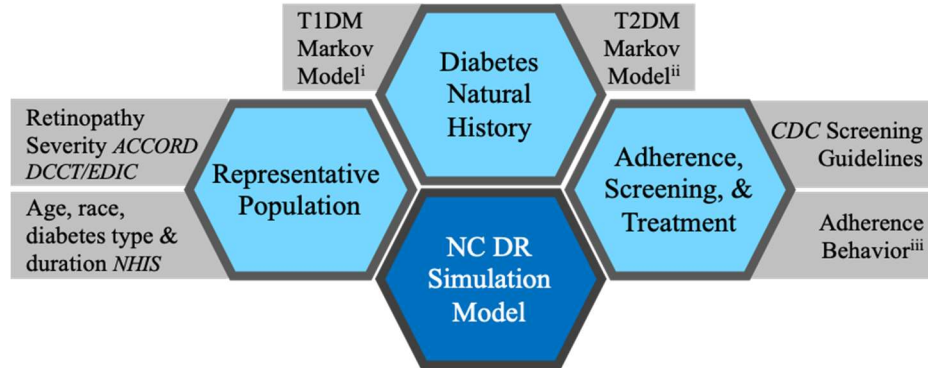 T1DM
Markov
Modelⁱ
Diabetes
Natural
History
T2DM
Markov
Modelⁱⁱ
Retinopathy
Severity ACCORD
DCCT/EDIC
Age, race,
diabetes type &
duration NHIS
Representative
Population
Adherence,
Screening, &
Treatment
CDC Screening
Guidelines
Adherence
Behaviorⁱⁱⁱ
NC DR
Simulation
Model